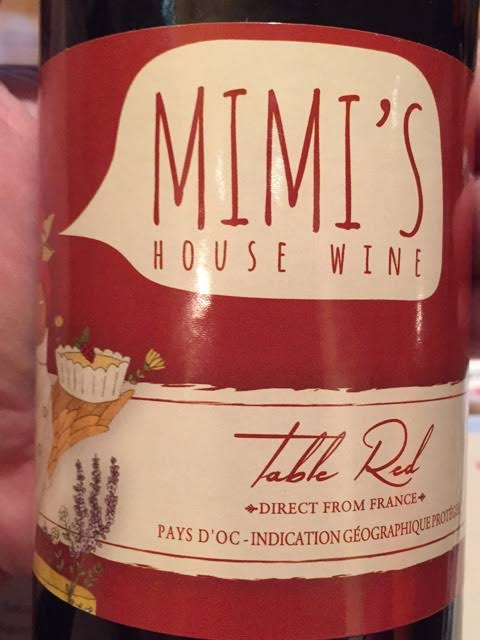 MIMI'S
HOUSE WINE
Table Red
DIRECT FROM FRANCE
PAYS D'OC - INDICATION GÉOGRAPHIQUE